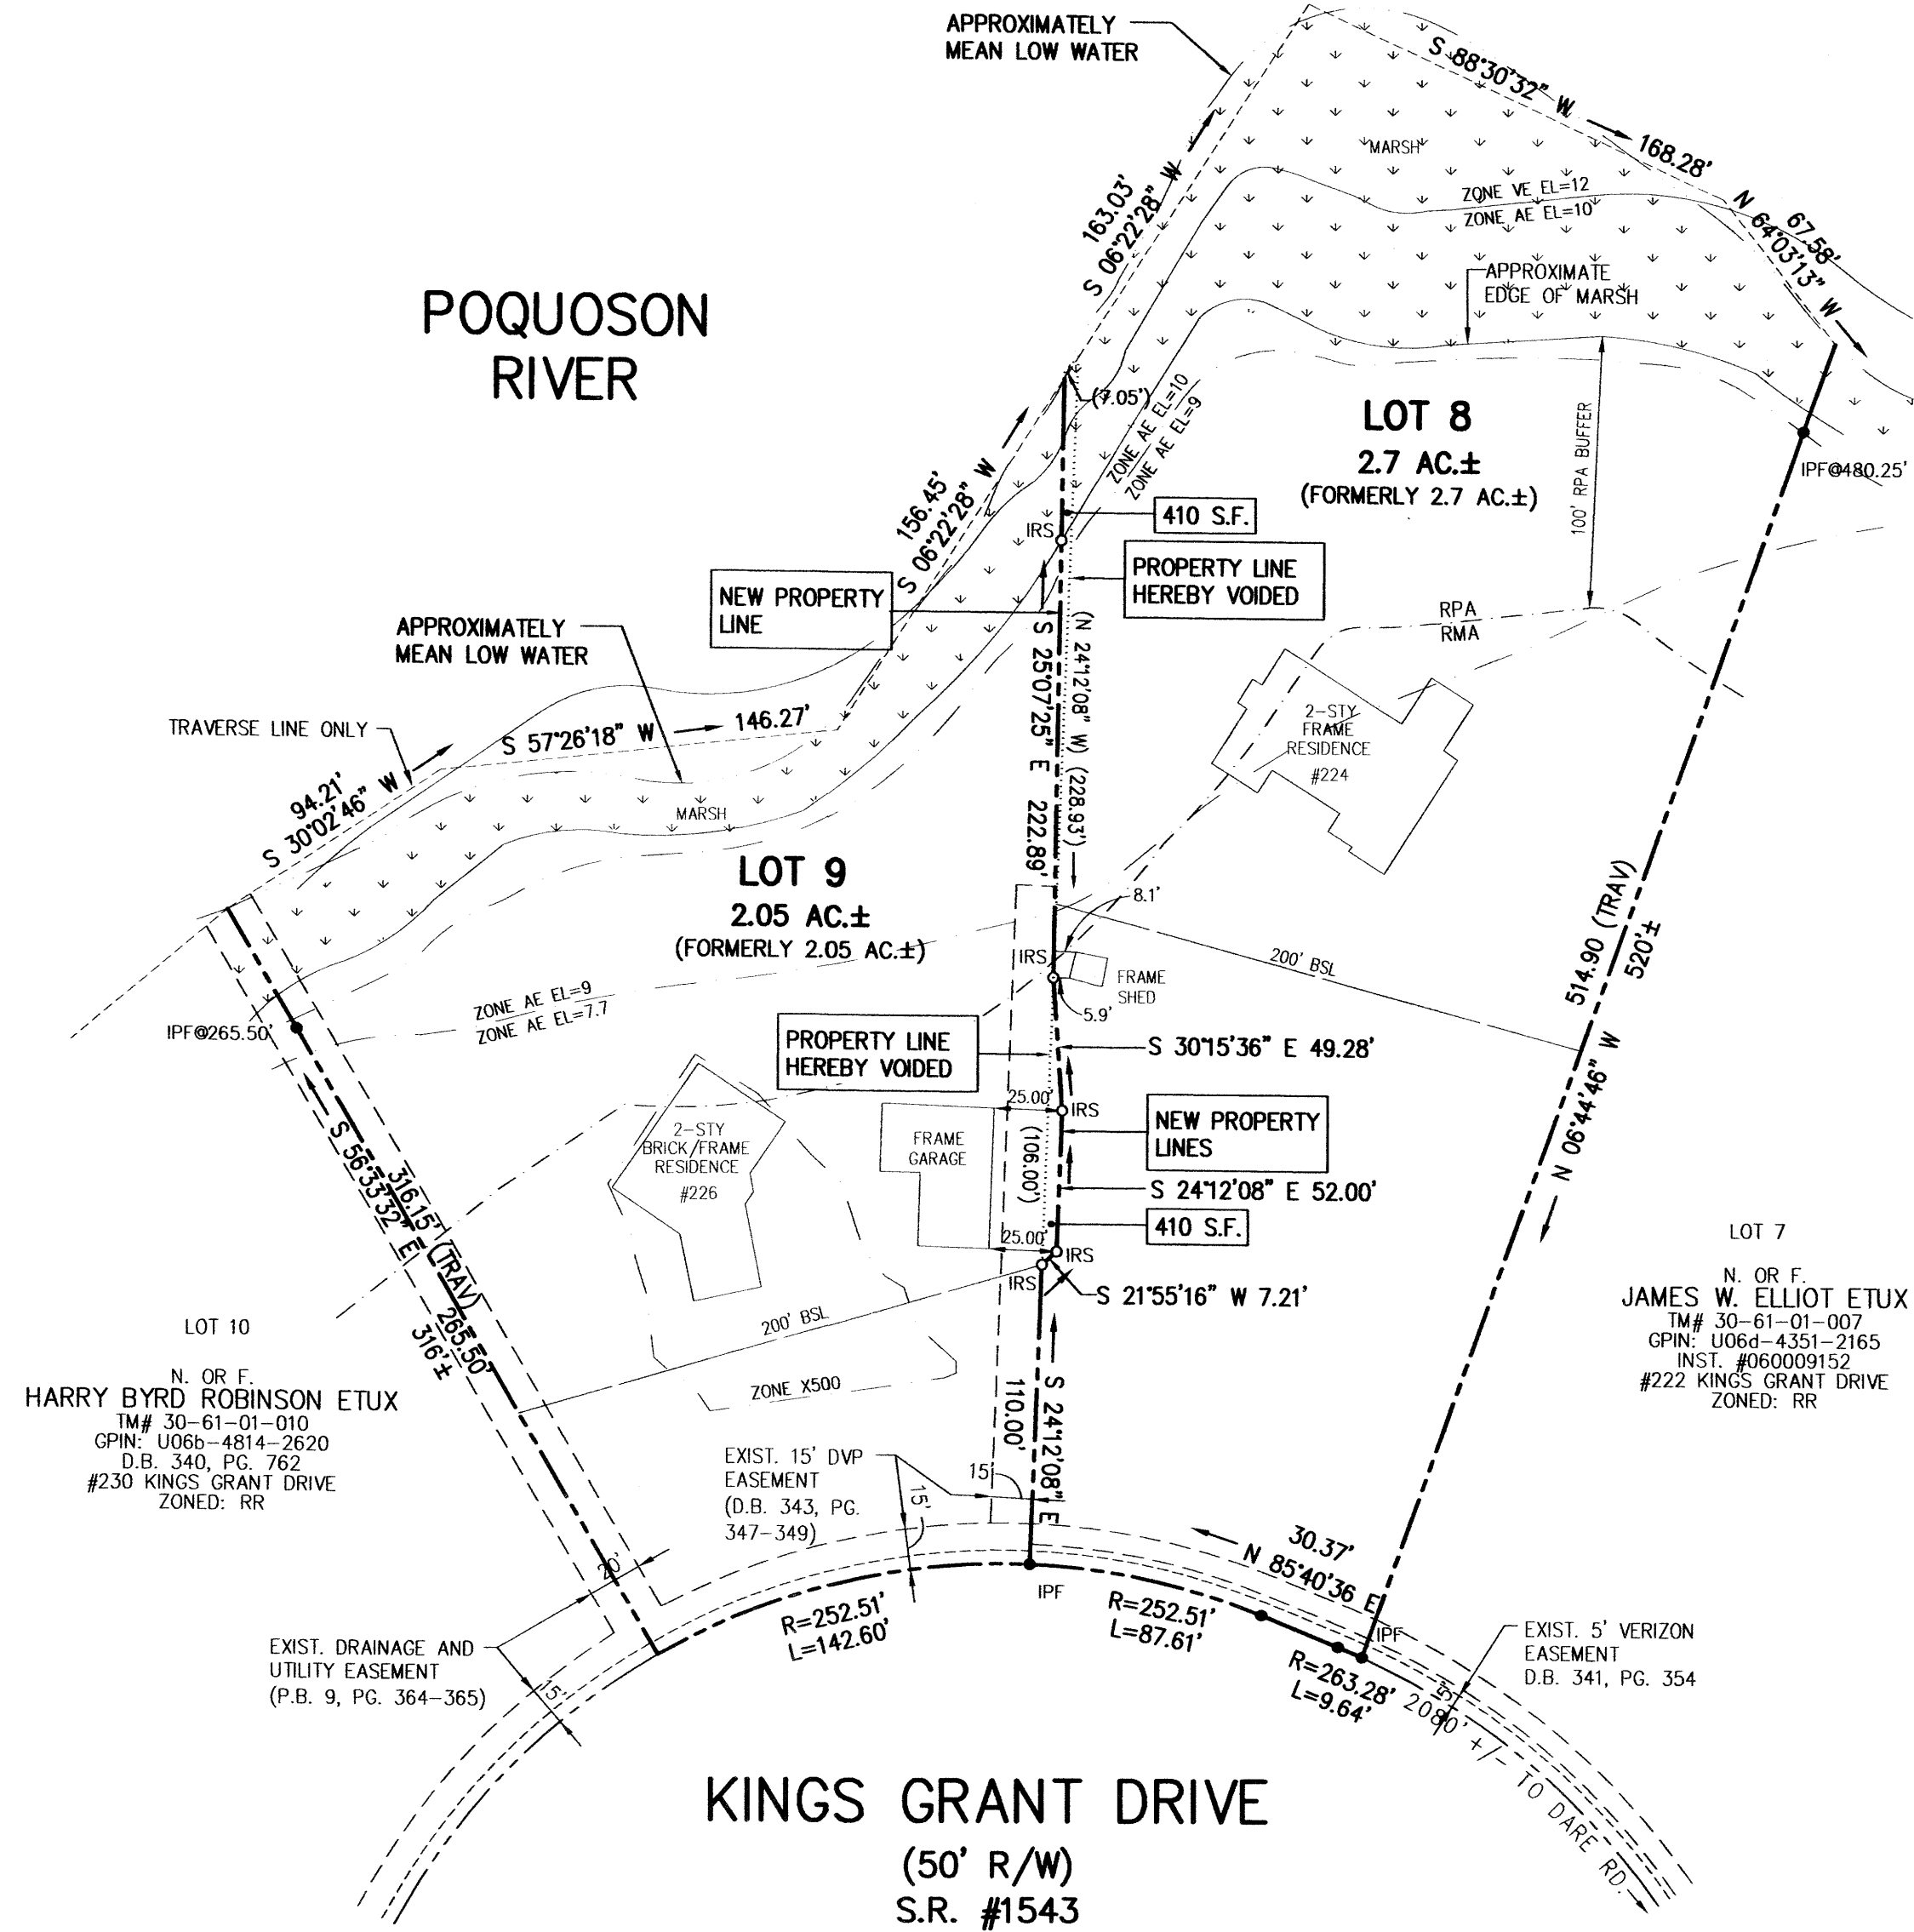 APPROXIMATELY
MEAN LOW WATER
S 88°30'32" W
168.28'
MARSH
ZONE VE EL=12
ZONE AE EL=10
67.58'
N 64°03'13" W
163.03'
S 06°22'28" W
APPROXIMATE
EDGE OF MARSH
POQUOSON
RIVER
(7.05')
ZONE AE EL=10
ZONE AE EL=9
LOT 8
2.7 AC.±
(FORMERLY 2.7 AC.±)
100' RPA BUFFER
IPF@480.25'
156.45'
S 06°22'28" W
IRS
410 S.F.
NEW PROPERTY
LINE
PROPERTY LINE
HEREBY VOIDED
RPA
RMA
APPROXIMATELY
MEAN LOW WATER
S 25°07'25" E 222.89'
(N 24°12'08" W) (228.93')
2-STY
FRAME
RESIDENCE
#224
TRAVERSE LINE ONLY
S 57°26'18" W
146.27'
94.21'
S 30°02'46" W
MARSH
LOT 9
2.05 AC.±
(FORMERLY 2.05 AC.±)
8.1'
IRS
FRAME
SHED
5.9'
200' BSL
514.90 (TRAV)
520'±
N 06°44'46" W
ZONE AE EL=9
ZONE AE EL=7.7
IPF@265.50'
PROPERTY LINE
HEREBY VOIDED
S 30°15'36" E 49.28'
25.00'
IRS
NEW PROPERTY
LINES
2-STY
BRICK/FRAME
RESIDENCE
#226
FRAME
GARAGE
(106.00')
S 24°12'08" E 52.00'
410 S.F.
25.00'
IRS
IRS
S 21°55'16" W 7.21'
S 56°33'32" E
316.15' (TRAV)
265.50'
316'±
200' BSL
ZONE X500
LOT 7
N. OR F.
JAMES W. ELLIOT ETUX
TM# 30-61-01-007
GPIN: U06d-4351-2165
INST. #060009152
#222 KINGS GRANT DRIVE
ZONED: RR
LOT 10
N. OR F.
HARRY BYRD ROBINSON ETUX
TM# 30-61-01-010
GPIN: U06b-4814-2620
D.B. 340, PG. 762
#230 KINGS GRANT DRIVE
ZONED: RR
S 24°12'08" E
110.00'
EXIST. 15' DVP
EASEMENT
(D.B. 343, PG.
347-349)
15'
15'
20'
30.37'
N 85°40'36 E
IPF
R=252.51'
L=142.60'
R=252.51'
L=87.61'
IPF
R=263.28'
L=9.64'
EXIST. 5' VERIZON
EASEMENT
D.B. 341, PG. 354
5'
2080' +/- TO DARE RD.
EXIST. DRAINAGE AND
UTILITY EASEMENT
(P.B. 9, PG. 364-365)
15'
KINGS GRANT DRIVE
(50' R/W)
S.R. #1543